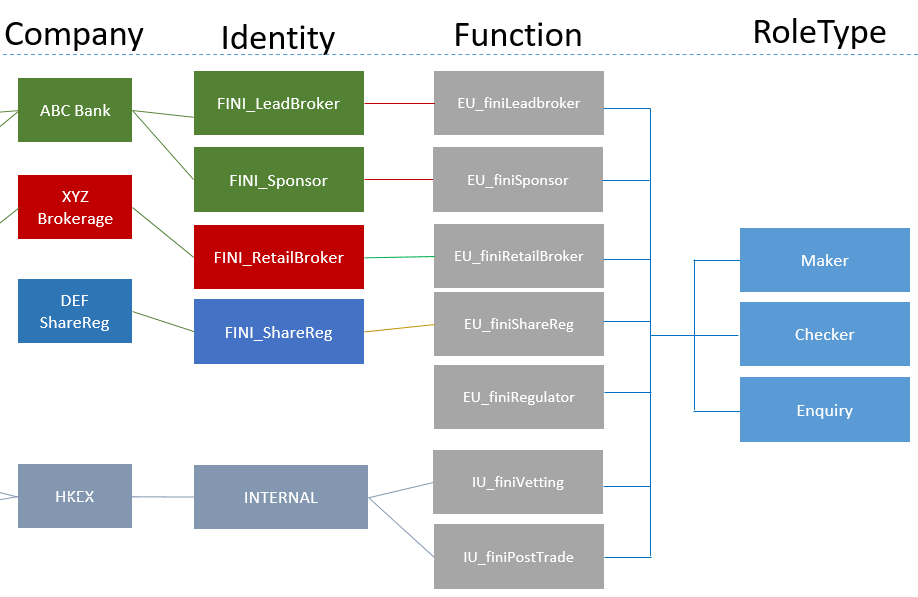 Company
Identity
Function
RoleType
ABC Bank
FINI_LeadBroker
EU_finiLeadbroker
FINI_Sponsor
EU_finiSponsor
XYZ
Brokerage
FINI_RetailBroker
EU_finiRetailBroker
Maker
DEF
ShareReg
FINI_ShareReg
EU_finiShareReg
Checker
EU_finiRegulator
Enquiry
HKEX
INTERNAL
IU_finiVetting
IU_finiPostTrade